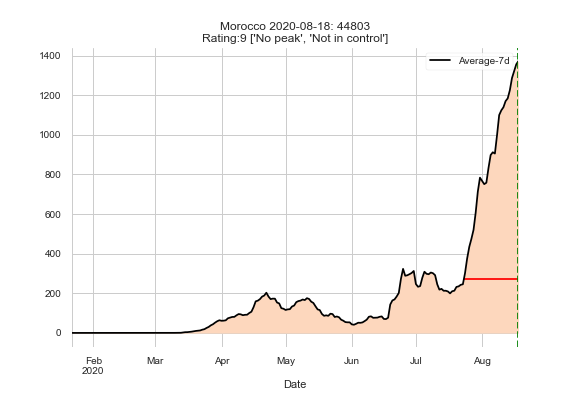 Morocco 2020-08-18: 44803
Rating:9 ['No peak', 'Not in control']
Average-7d
1400
1200
1000
800
600
400
200
0
Feb Mar Apr May Jun Jul Aug
2020
Date